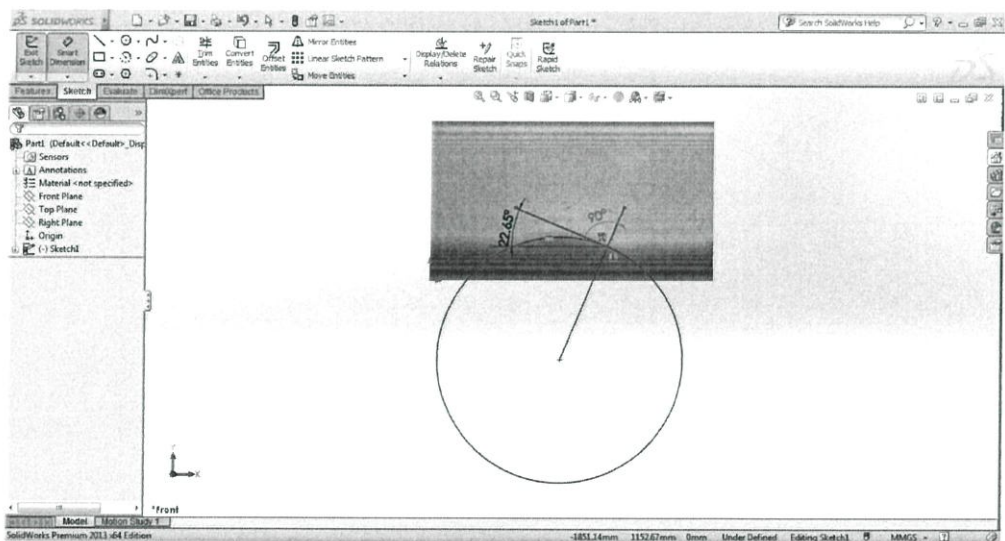 SOLIDWORKS
Sketch1 of Part1 *
Search SolidWorks Help
Exit Sketch
Smart Dimension
Trim Entities
Convert Entities
Offset Entities
Mirror Entities
Linear Sketch Pattern
Move Entities
Display/Delete Relations
Repair Sketch
Quick Snaps
Rapid Sketch
Features
Sketch
Evaluate
DimXpert
Office Products
Part1 (Default<<Default>_Disp
Sensors
A Annotations
Material <not specified>
Front Plane
Top Plane
Right Plane
Origin
(-) Sketch1
22.65°
90°
Y
X
*Front
Model
Motion Study 1
SolidWorks Premium 2013 x64 Edition
-1851.14mm 1152.67mm 0mm Under Defined Editing Sketch1 MMGS